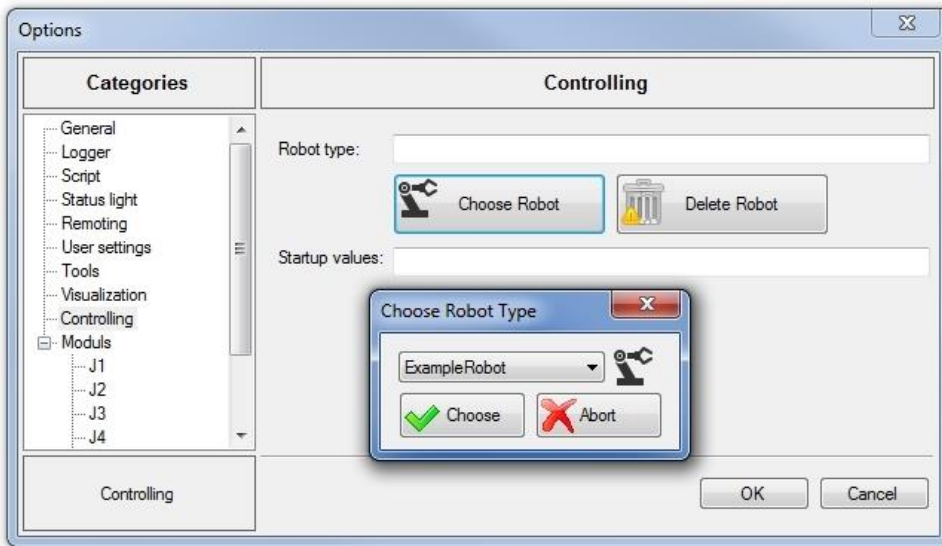 Options
Categories
Controlling
General
Logger
Script
Status light
Remoting
User settings
Tools
Visualization
Controlling
Moduls
J1
J2
J3
J4
Controlling
Robot type:
Choose Robot
Delete Robot
Startup values:
Choose Robot Type
ExampleRobot
Choose
Abort
OK
Cancel